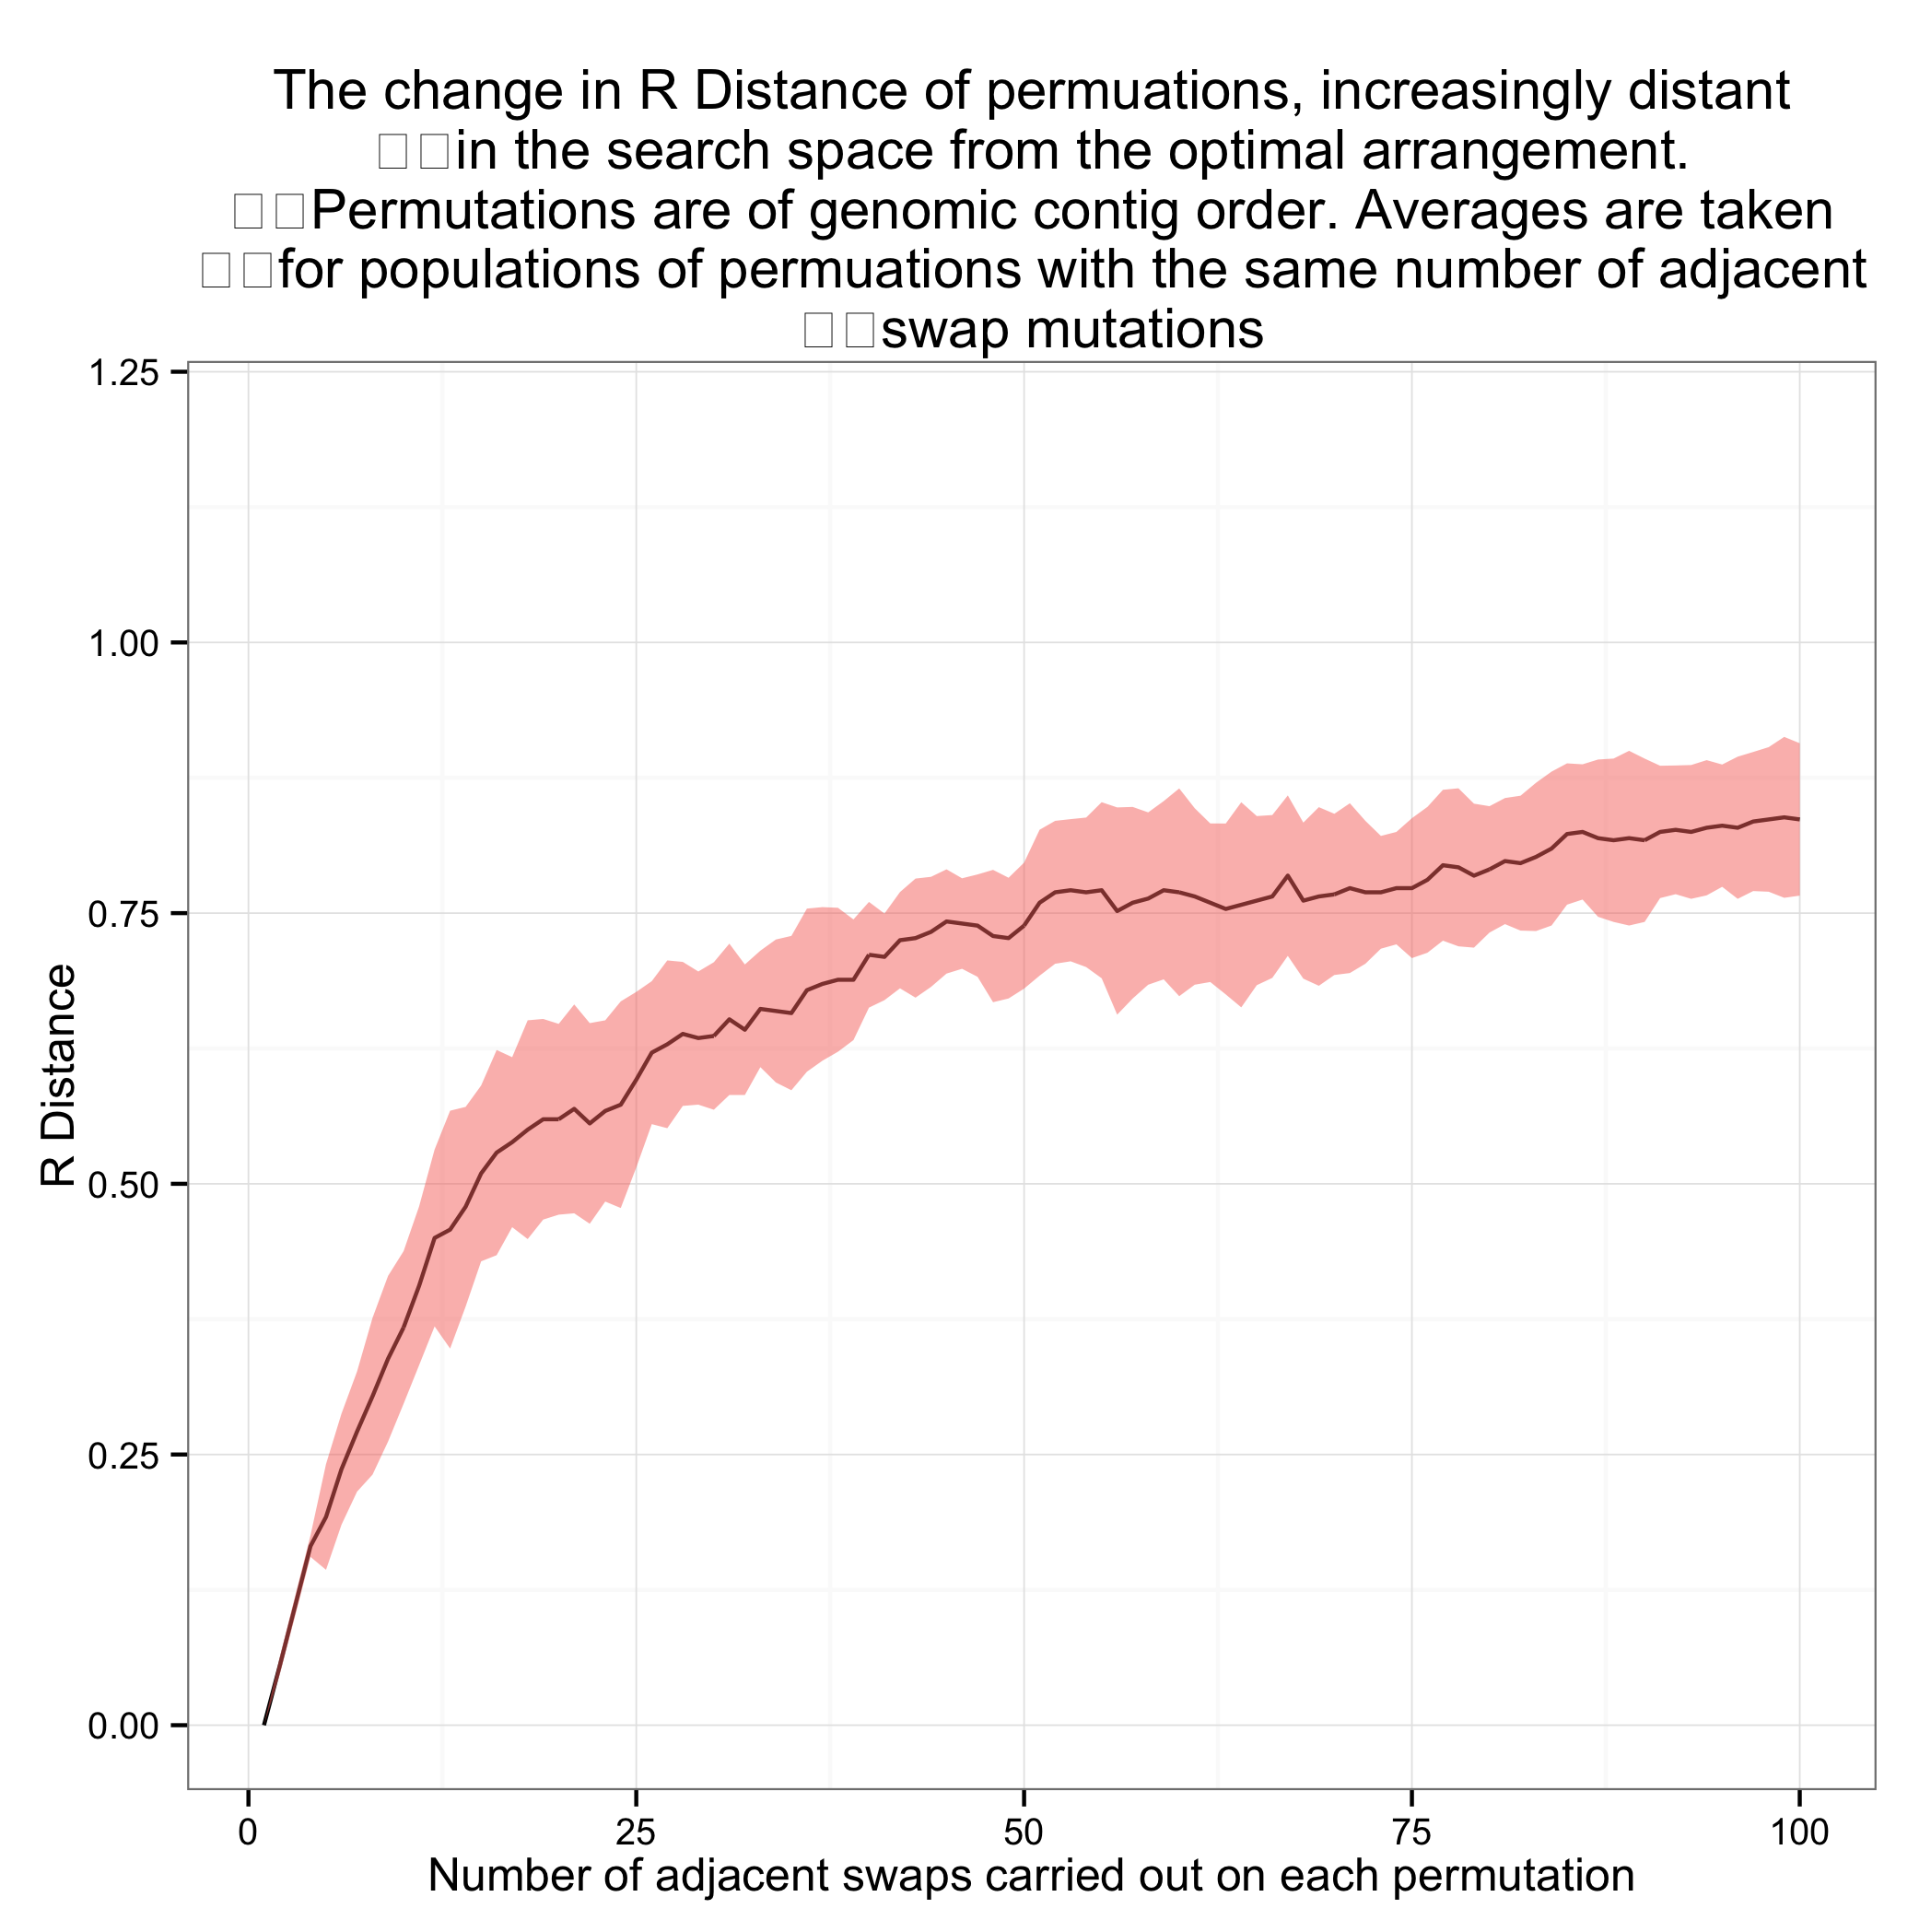 The change in R Distance of permuations, increasingly distant
□□in the search space from the optimal arrangement.
□□Permutations are of genomic contig order. Averages are taken
□□for populations of permuations with the same number of adjacent
□□swap mutations
1.25
1.00
0.75
0.50
0.25
0.00
R Distance
0 25 50 75 100
Number of adjacent swaps carried out on each permutation